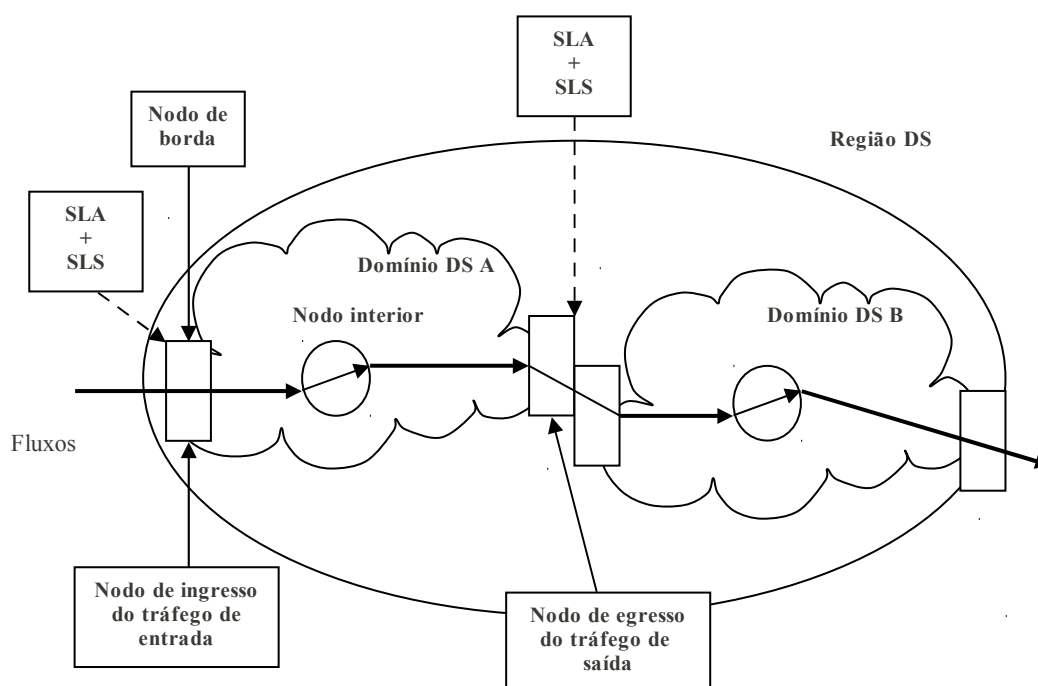 SLA
+
SLS
Nodo de
borda
Região DS
SLA
+
SLS
Domínio DS A
Nodo interior
Domínio DS B
Fluxos
Nodo de ingresso
do tráfego de
entrada
Nodo de egresso
do tráfego de
saída